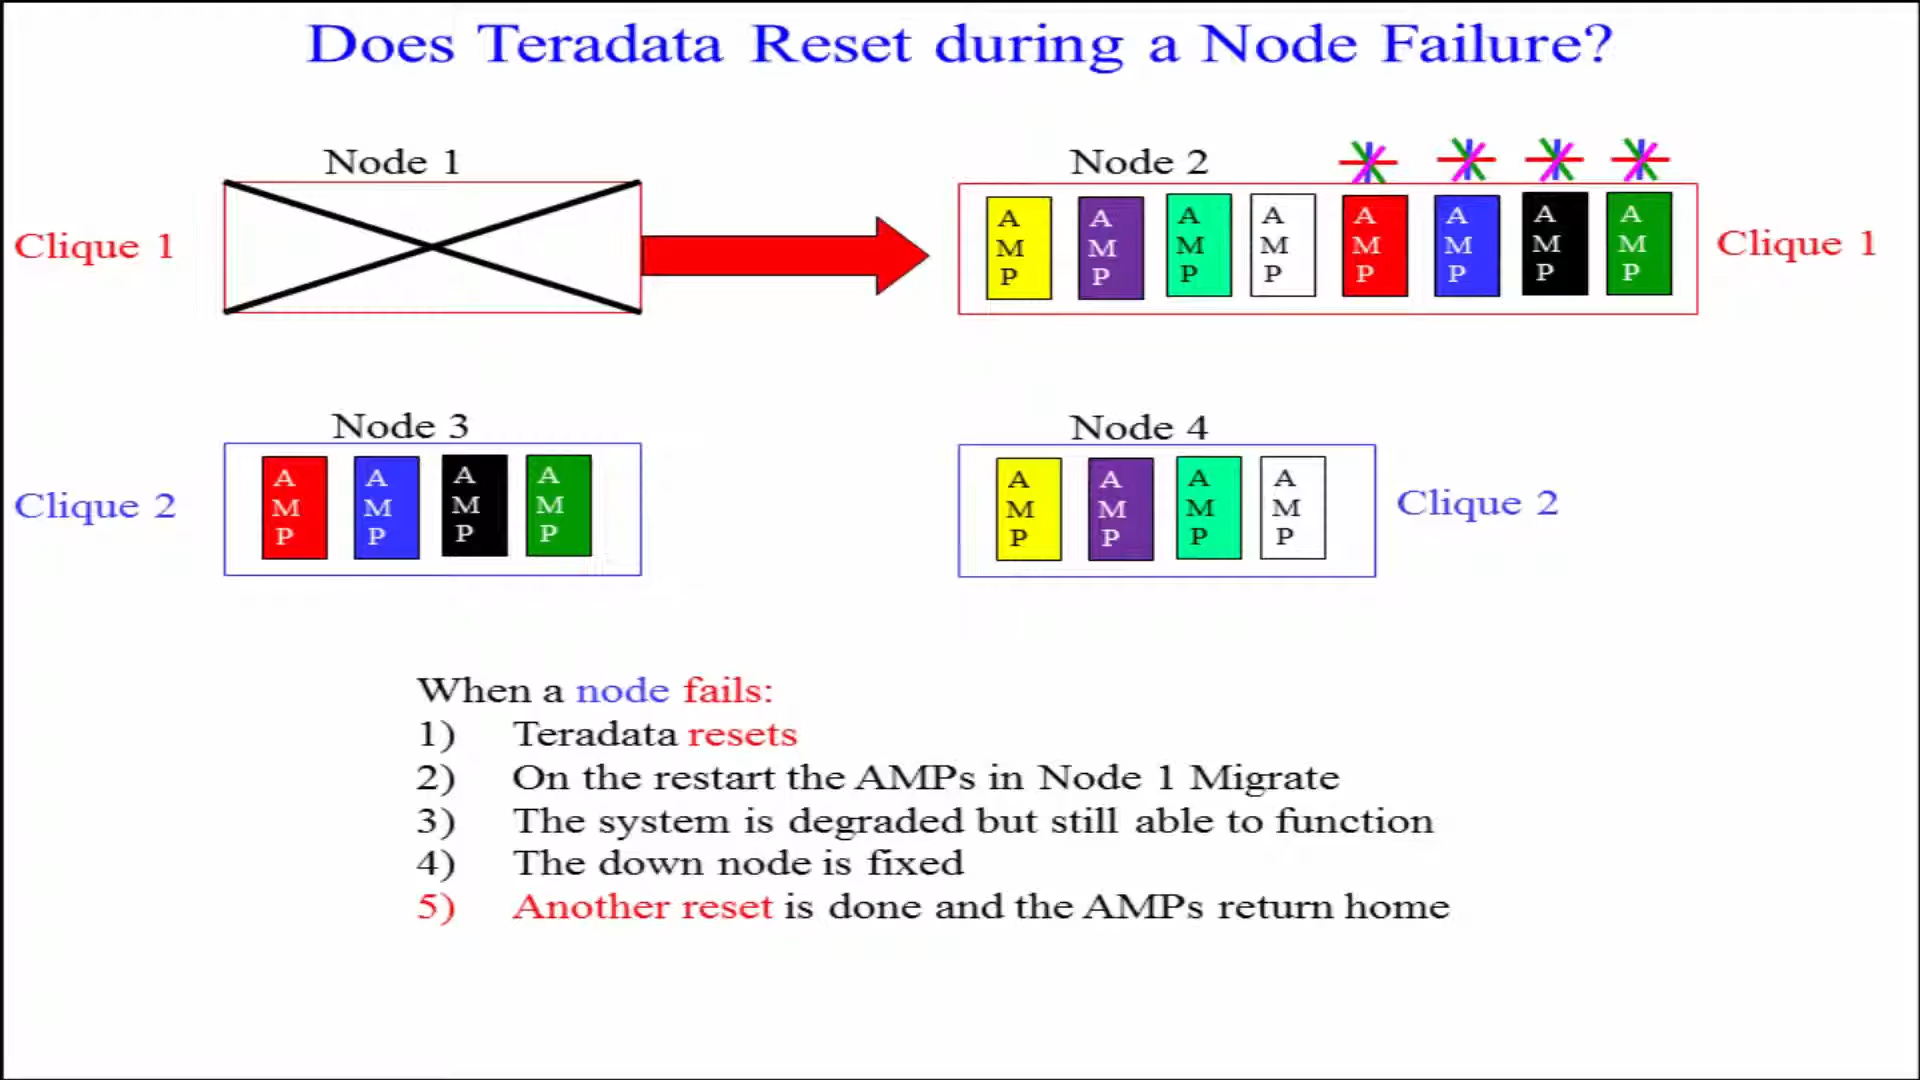 Does Teradata Reset during a Node Failure?
Node 1
Node 2
Clique 1
A A A A A A A A
M M M M M M M M
P P P P P P P P
Clique 1
Node 3
Node 4
Clique 2
A A A A
M M M M
P P P P
A A A A
M M M M
P P P P
Clique 2
When a node fails:
1) Teradata resets
2) On the restart the AMPs in Node 1 Migrate
3) The system is degraded but still able to function
4) The down node is fixed
5) Another reset is done and the AMPs return home